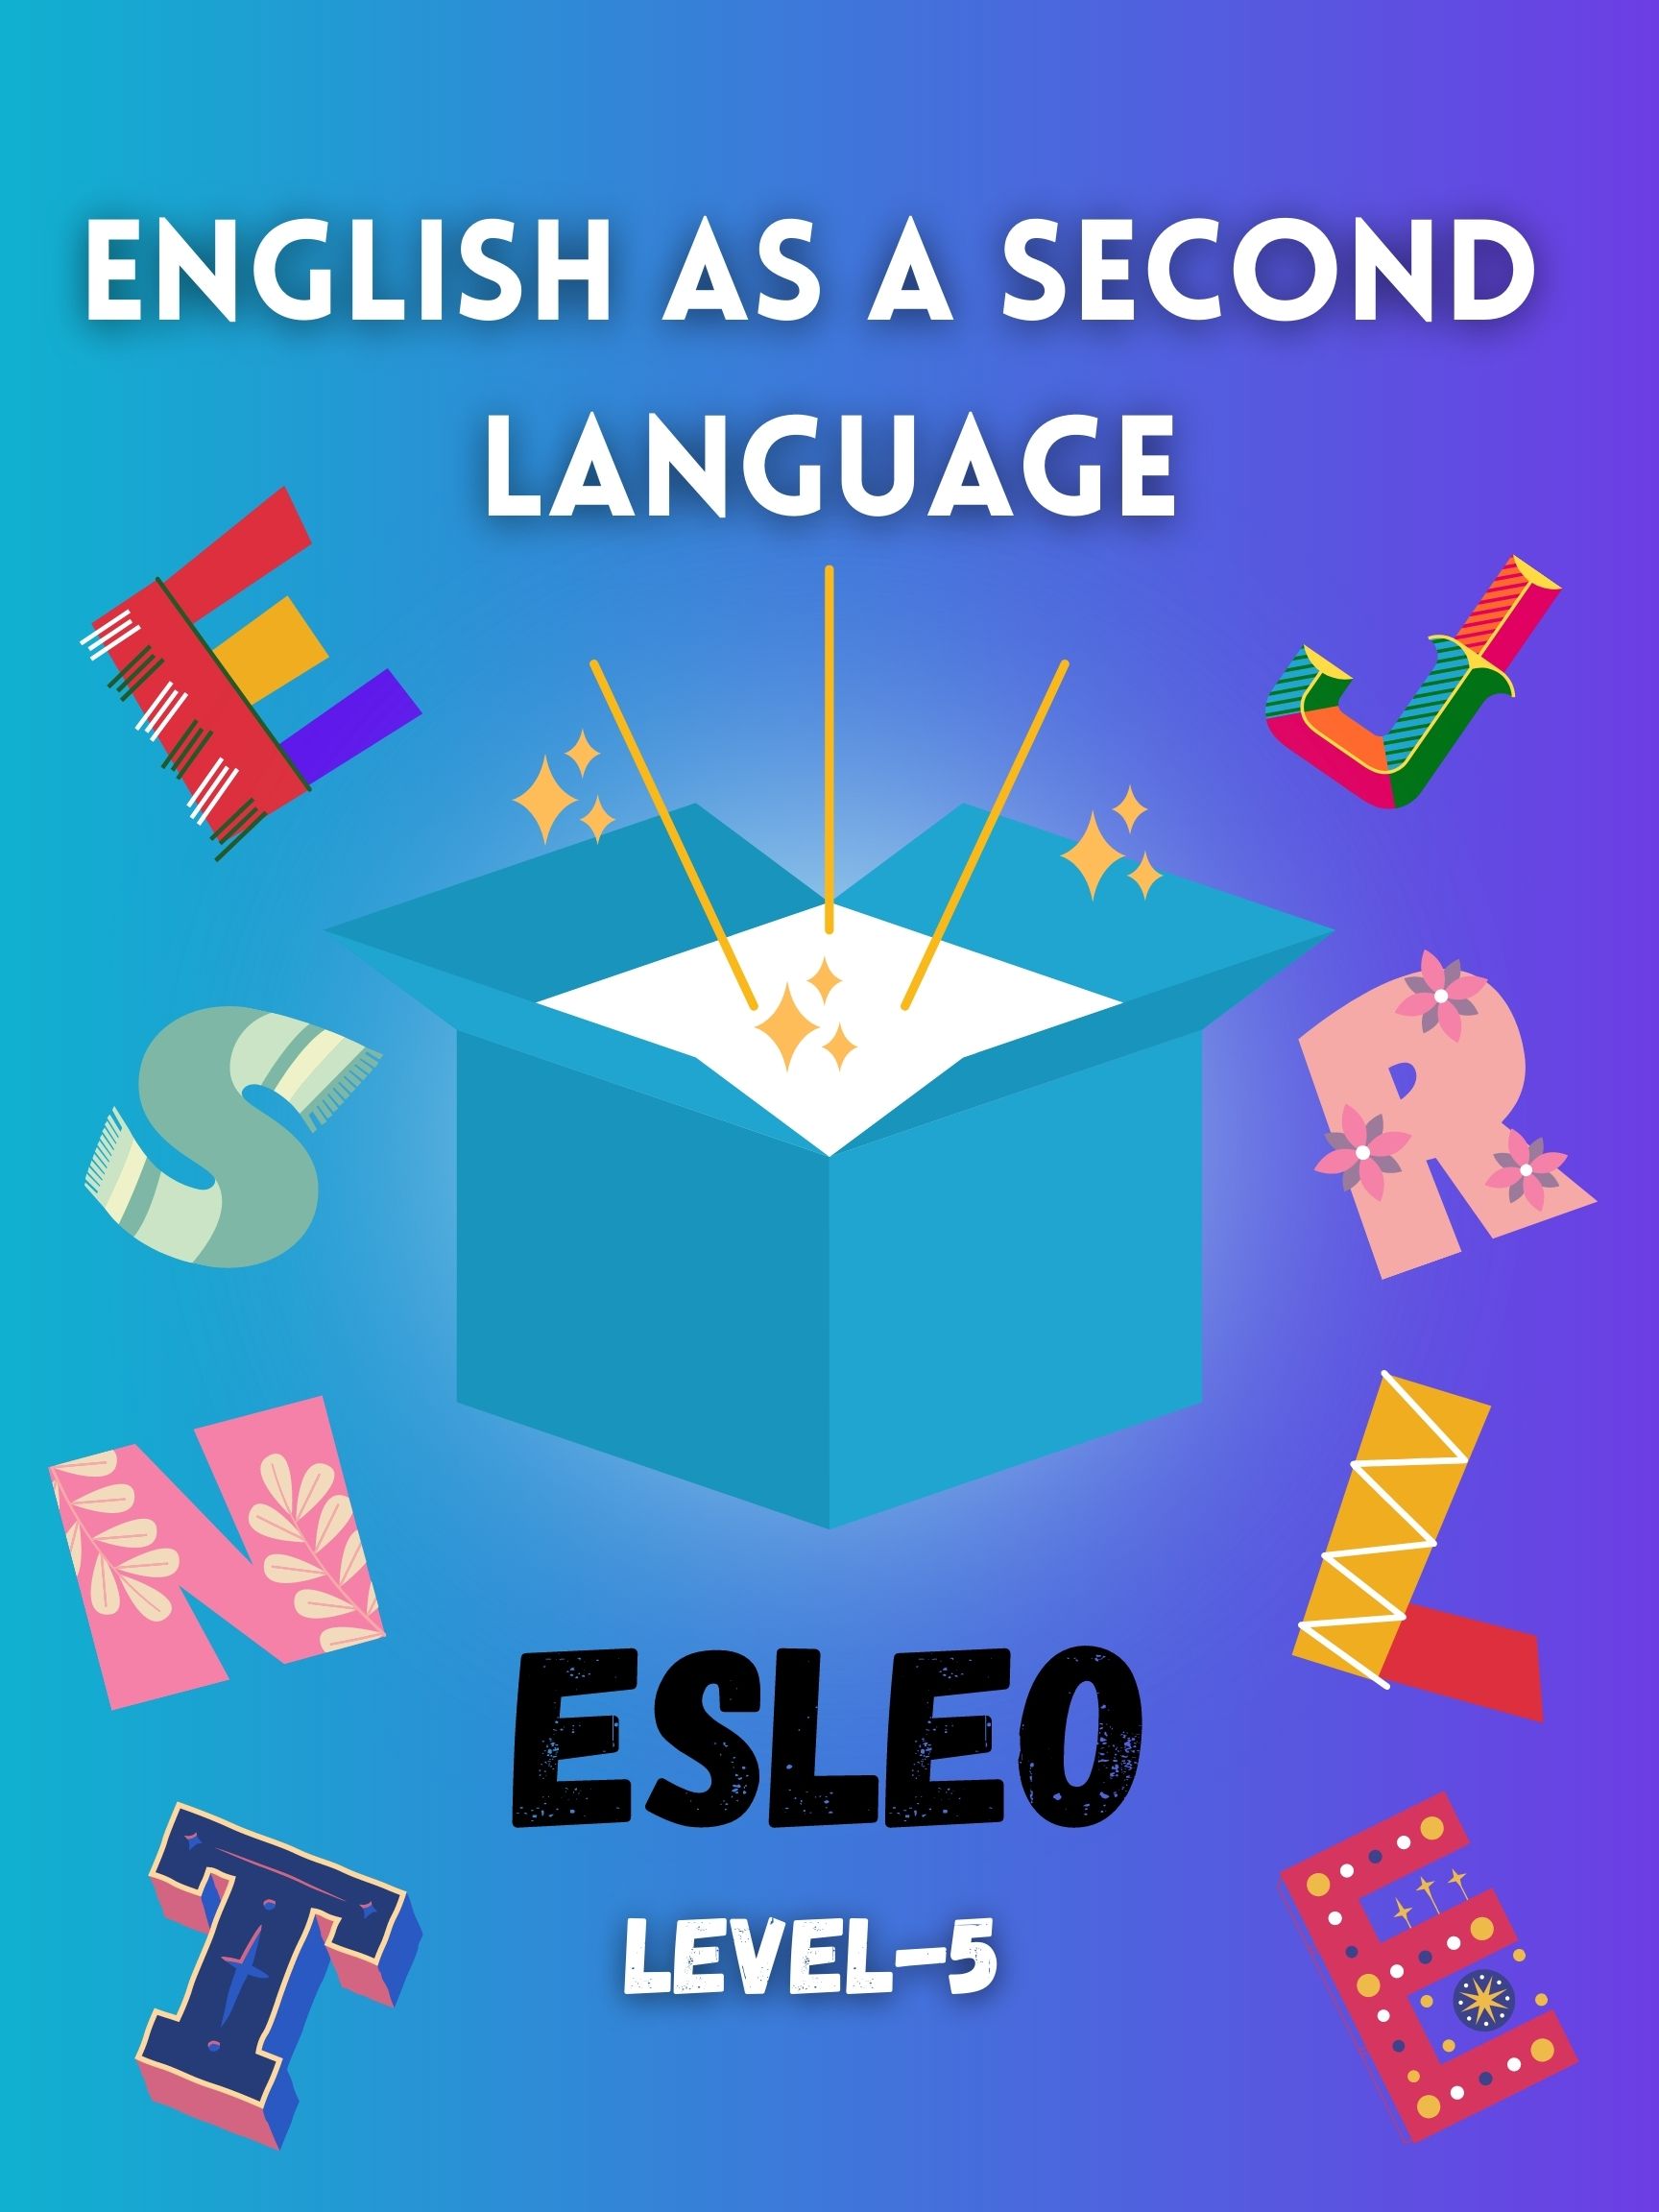 ENGLISH AS A SECOND
LANGUAGE
E
J
S
R
N
L
ESLEO
T
E
LEVEL-5